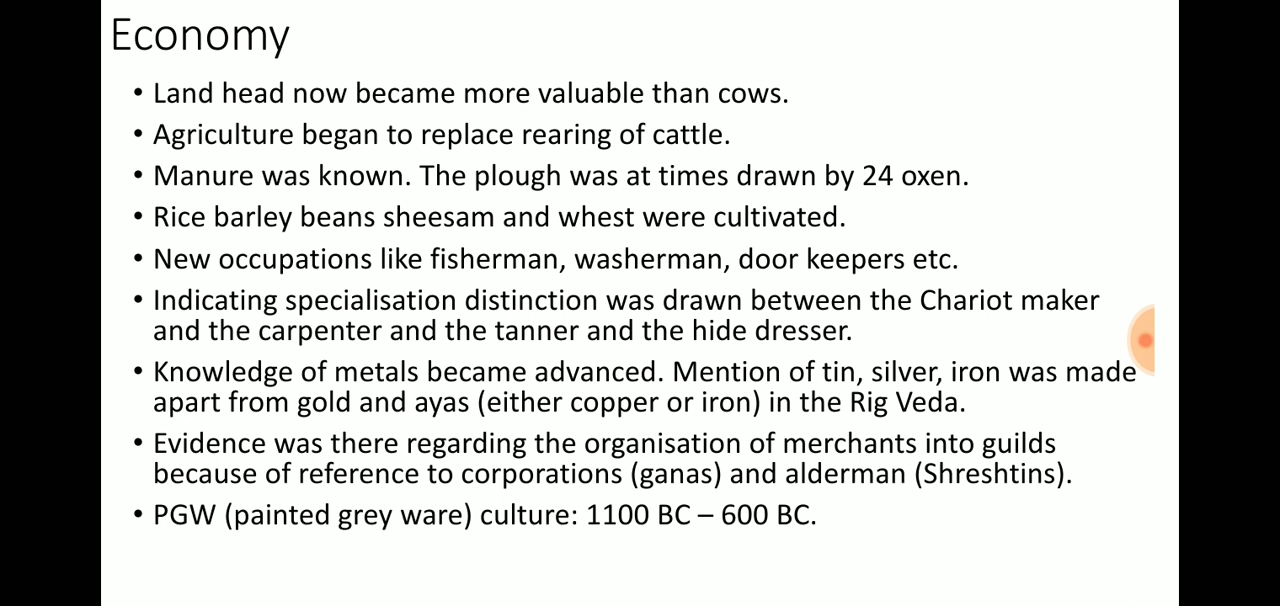 Economy
• Land head now became more valuable than cows.
• Agriculture began to replace rearing of cattle.
• Manure was known. The plough was at times drawn by 24 oxen.
• Rice barley beans sheesam and whest were cultivated.
• New occupations like fisherman, washerman, door keepers etc.
• Indicating specialisation distinction was drawn between the Chariot maker
and the carpenter and the tanner and the hide dresser.
• Knowledge of metals became advanced. Mention of tin, silver, iron was made
apart from gold and ayas (either copper or iron) in the Rig Veda.
• Evidence was there regarding the organisation of merchants into guilds
because of reference to corporations (ganas) and alderman (Shreshtins).
• PGW (painted grey ware) culture: 1100 BC – 600 BC.